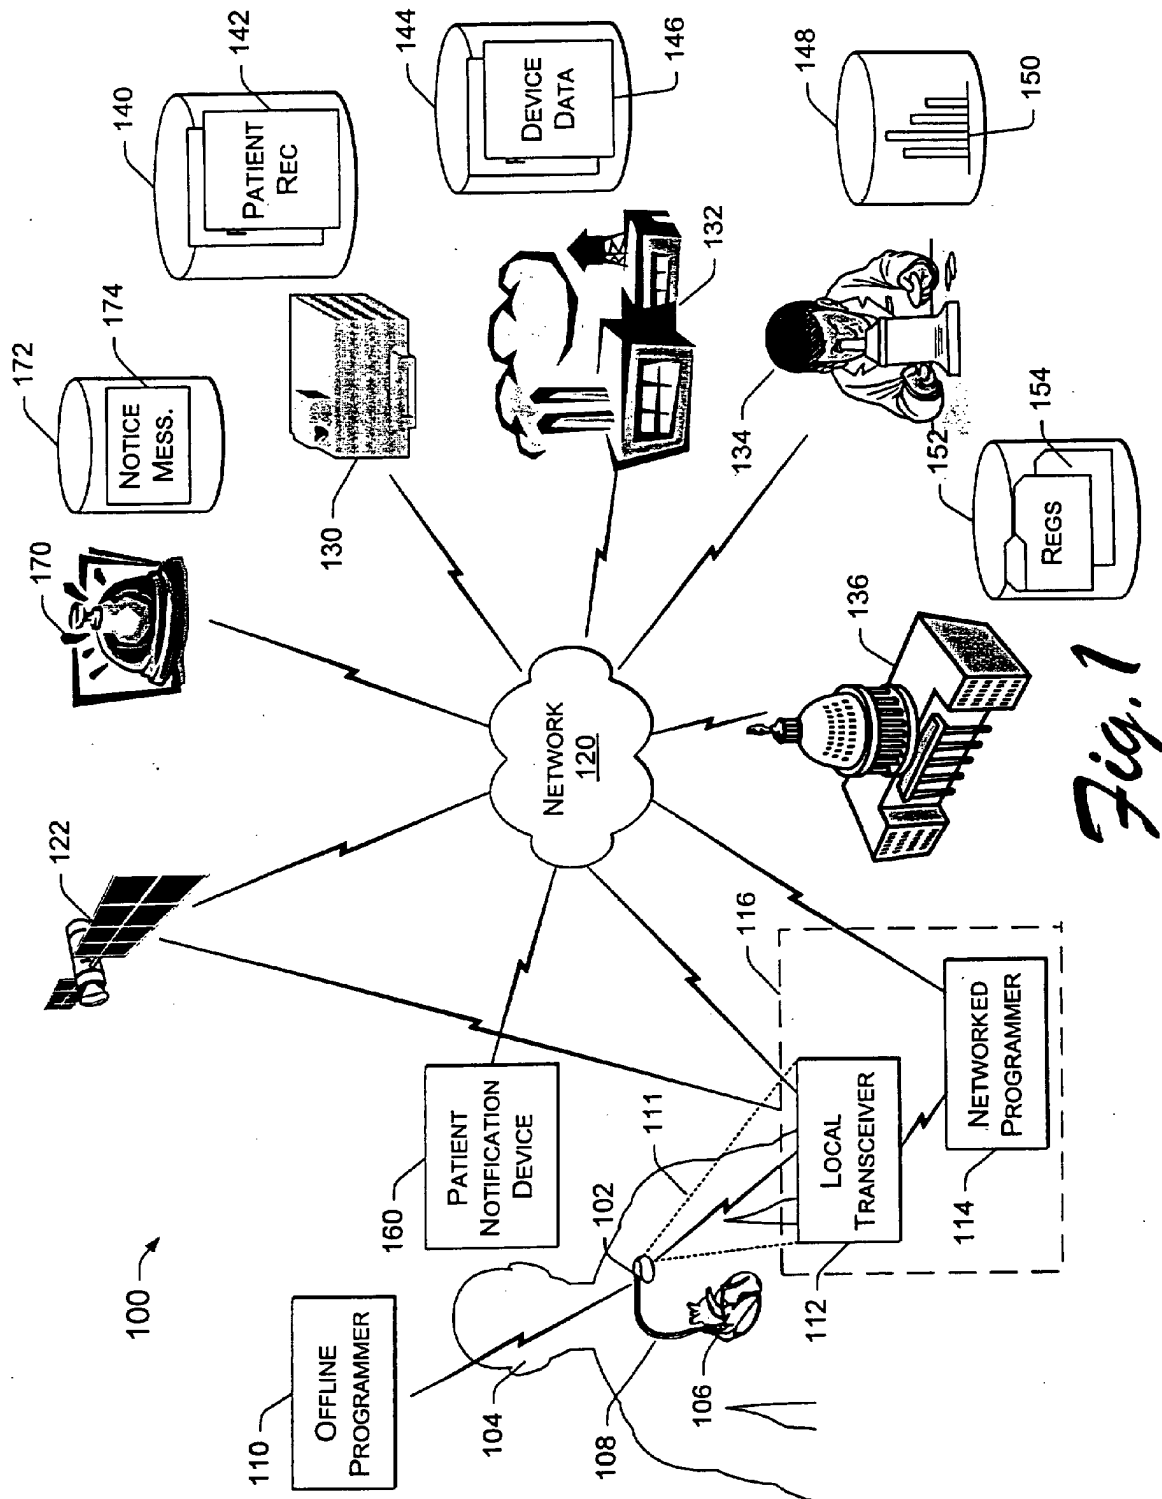 100
110
OFFLINE
PROGRAMMER
104
108
106
102
111
160
PATIENT
NOTIFICATION
DEVICE
122
LOCAL
TRANSCEIVER
112
116
NETWORKED
PROGRAMMER
114
NETWORK
120
170
172
NOTICE
MESS.
174
130
140
PATIENT
REC
142
144
DEVICE
DATA
146
132
134
148
150
136
152
REGS
154
Fig. 1